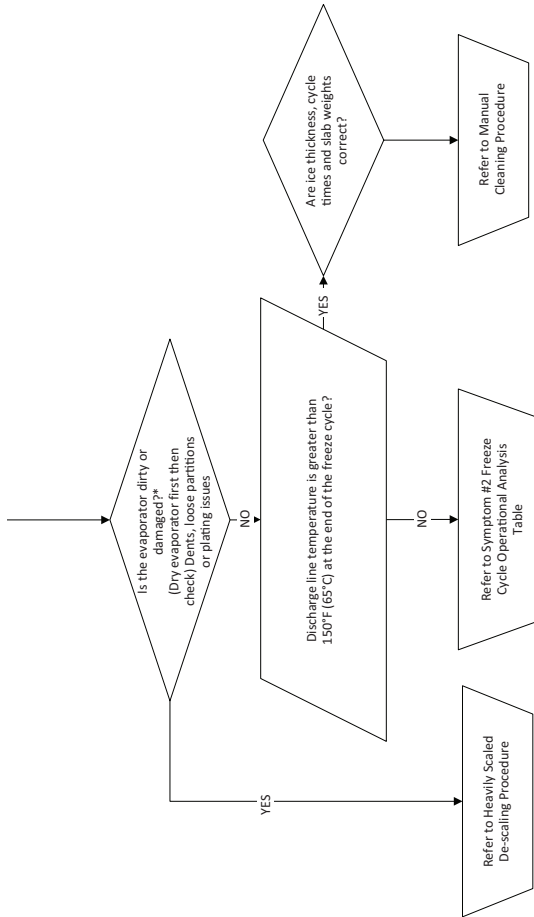 Is the evaporator dirty or
damaged?*
(Dry evaporator first then
check) Dents, loose partitions
or plating issues
YES
NO
Discharge line temperature is greater than
150°F (65°C) at the end of the freeze cycle?
YES
Are ice thickness, cycle
times and slab weights
correct?
NO
Refer to Heavily Scaled
De-scaling Procedure
Refer to Symptom #2 Freeze
Cycle Operational Analysis
Table
Refer to Manual
Cleaning Procedure